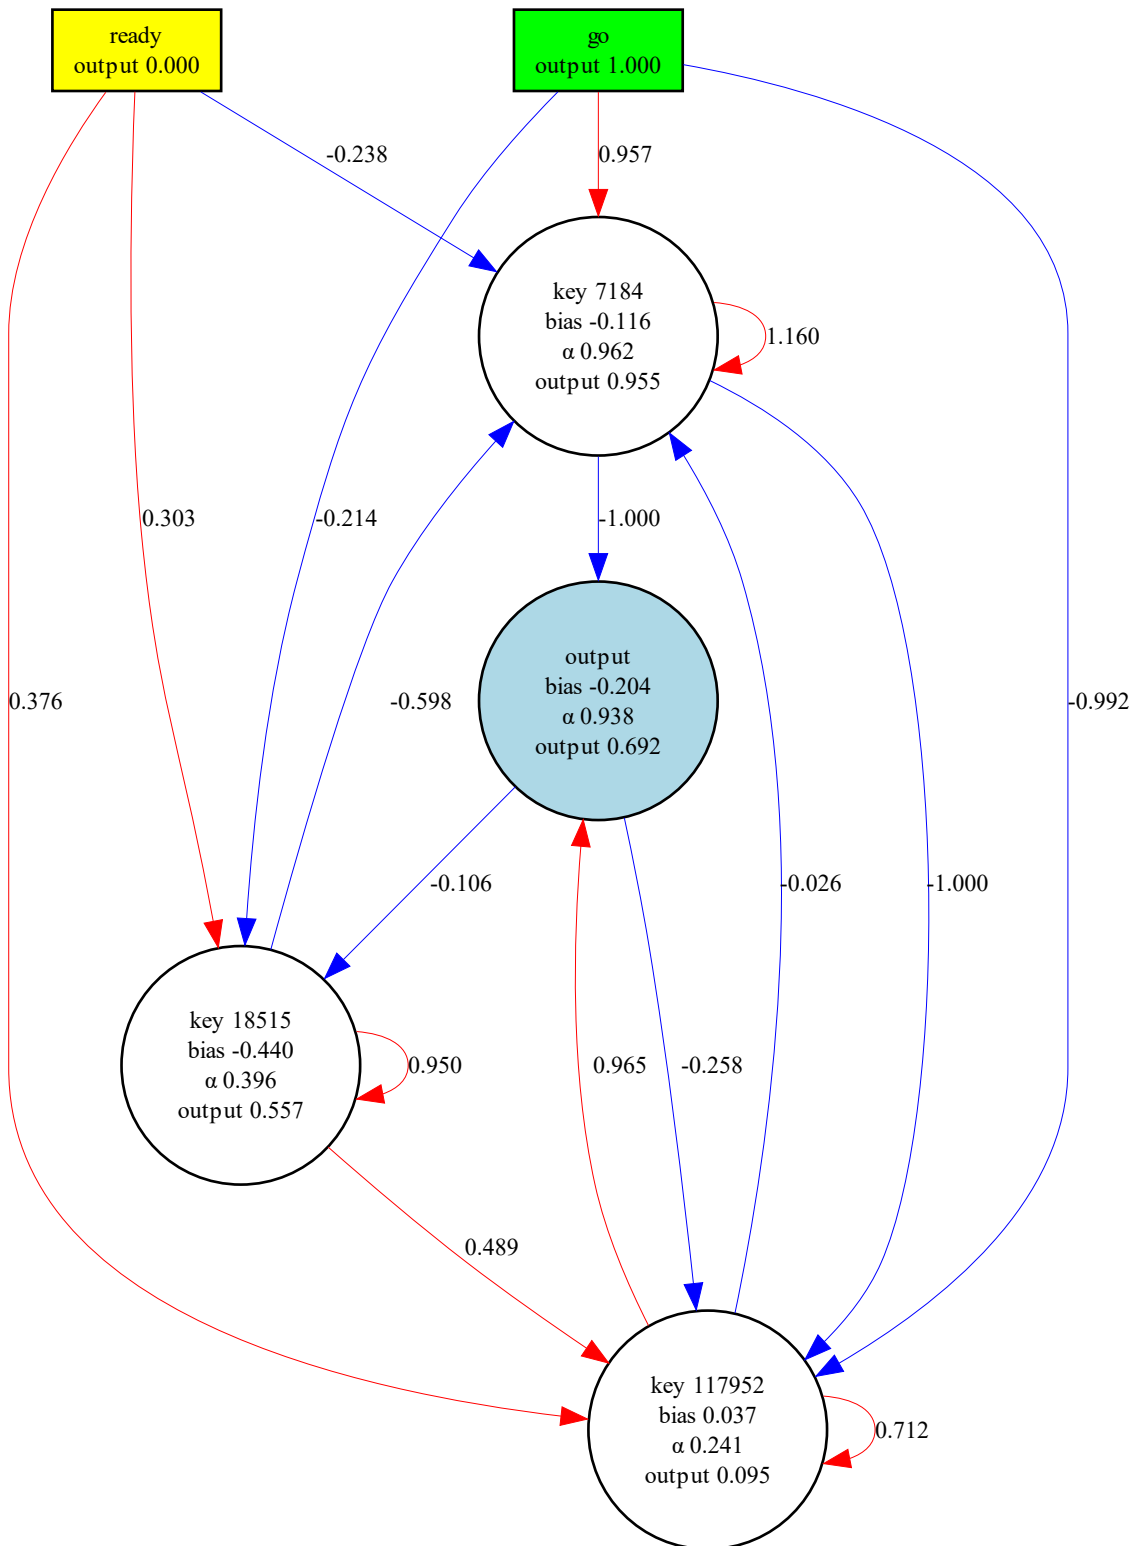 ready
output 0.000
go
output 1.000
-0.238
0.957
key 7184
bias -0.116
α 0.962
output 0.955
1.160
0.303
-0.214
-1.000
output
bias -0.204
α 0.938
output 0.692
0.376
-0.598
-0.992
-0.106
-0.026
-1.000
key 18515
bias -0.440
α 0.396
output 0.557
0.950
0.965
-0.258
0.489
key 117952
bias 0.037
α 0.241
output 0.095
0.712